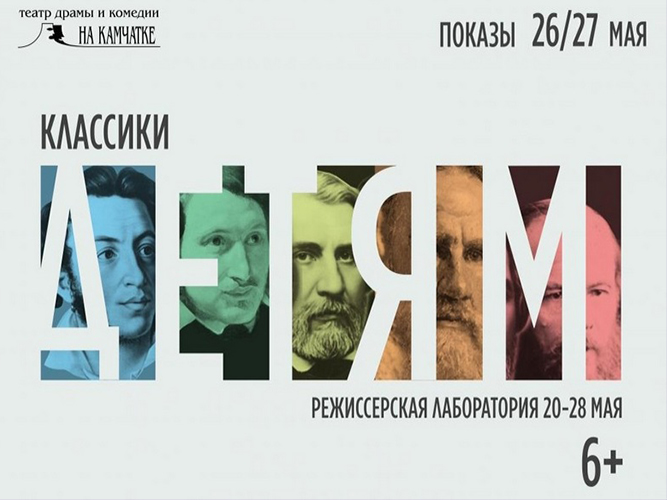 театр драмы и комедии
НА КАМЧАТКЕ
ПОКАЗЫ 26/27 МАЯ
КЛАССИКИ
ДЕТЯМ
РЕЖИССЕРСКАЯ ЛАБОРАТОРИЯ 20-28 МАЯ
6+